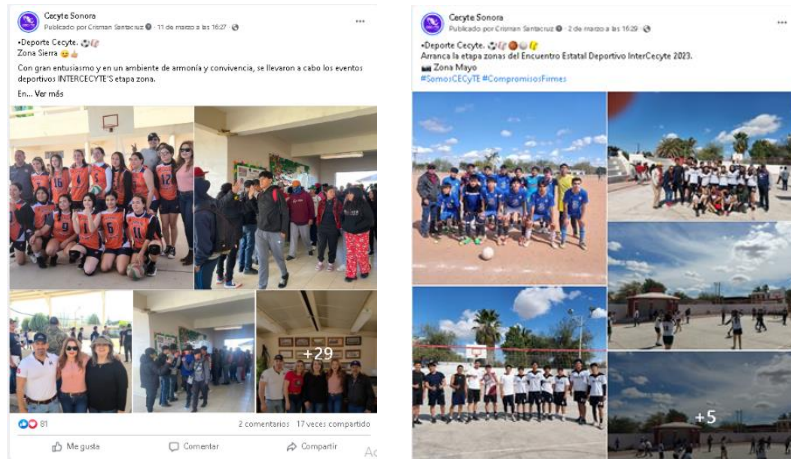 Cecyte Sonora
Publicado por Crisman Santacruz · 11 de marzo a las 16:27 ·
•Deporte Cecyte.
Zona Sierra
Con gran entusiasmo y en un ambiente de armonía y convivencia, se llevaron a cabo los eventos
deportivos INTERCECYTE'S etapa zona.
En... Ver más
+29
81
2 comentarios 17 veces compartido
Me gusta
Comentar
Compartir
Cecyte Sonora
Publicado por Crisman Santacruz · 2 de marzo a las 16:29 ·
•Deporte Cecyte.
Arranca la etapa zonas del Encuentro Estatal Deportivo InterCecyte 2023.
Zona Mayo
#SomosCECyTE #CompromisosFirmes
+5